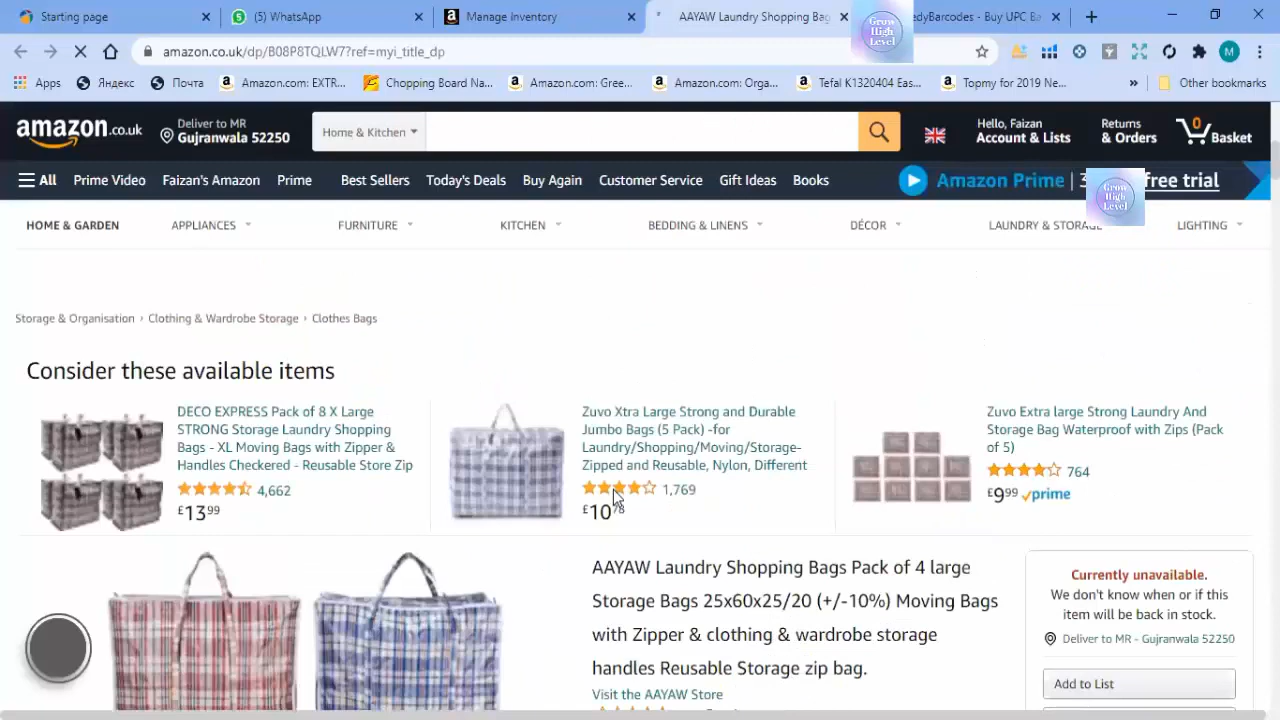 Starting page
(5) WhatsApp
Manage Inventory
AAYAW Laundry Shopping Bag
edyBarcodes - Buy UPC Ba
amazon.co.uk/dp/B08P8TQLW7?ref=myi_title_dp
M
Apps
Яндекс
Почта
Amazon.com: EXTR...
Chopping Board Na...
Amazon.com: Gree...
Amazon.com: Orga...
Tefal K1320404 Eas...
Topmy for 2019 Ne...
Other bookmarks
Grow
High
Level
amazon.co.uk
Deliver to MR
Gujranwala 52250
Home & Kitchen
Hello, Faizan
Account & Lists
Returns
& Orders
0
Basket
All
Prime Video
Faizan's Amazon
Prime
Best Sellers
Today's Deals
Buy Again
Customer Service
Gift Ideas
Books
Amazon Prime | 3
free trial
Grow
High
Level
HOME & GARDEN
APPLIANCES
FURNITURE
KITCHEN
BEDDING & LINENS
DÉCOR
LAUNDRY & STORAGE
LIGHTING
Storage & Organisation › Clothing & Wardrobe Storage › Clothes Bags
Consider these available items
DECO EXPRESS Pack of 8 X Large
STRONG Storage Laundry Shopping
Bags - XL Moving Bags with Zipper &
Handles Checkered - Reusable Store Zip
4,662
£13 99
Zuvo Xtra Large Strong and Durable
Jumbo Bags (5 Pack) -for
Laundry/Shopping/Moving/Storage-
Zipped and Reusable, Nylon, Different
1,769
£10 78
Zuvo Extra large Strong Laundry And
Storage Bag Waterproof with Zips (Pack
of 5)
764
£9 99 prime
AAYAW Laundry Shopping Bags Pack of 4 large
Storage Bags 25x60x25/20 (+/-10%) Moving Bags
with Zipper & clothing & wardrobe storage
handles Reusable Storage zip bag.
Visit the AAYAW Store
Currently unavailable.
We don't know when or if this
item will be back in stock.
Deliver to MR - Gujranwala 52250
Add to List